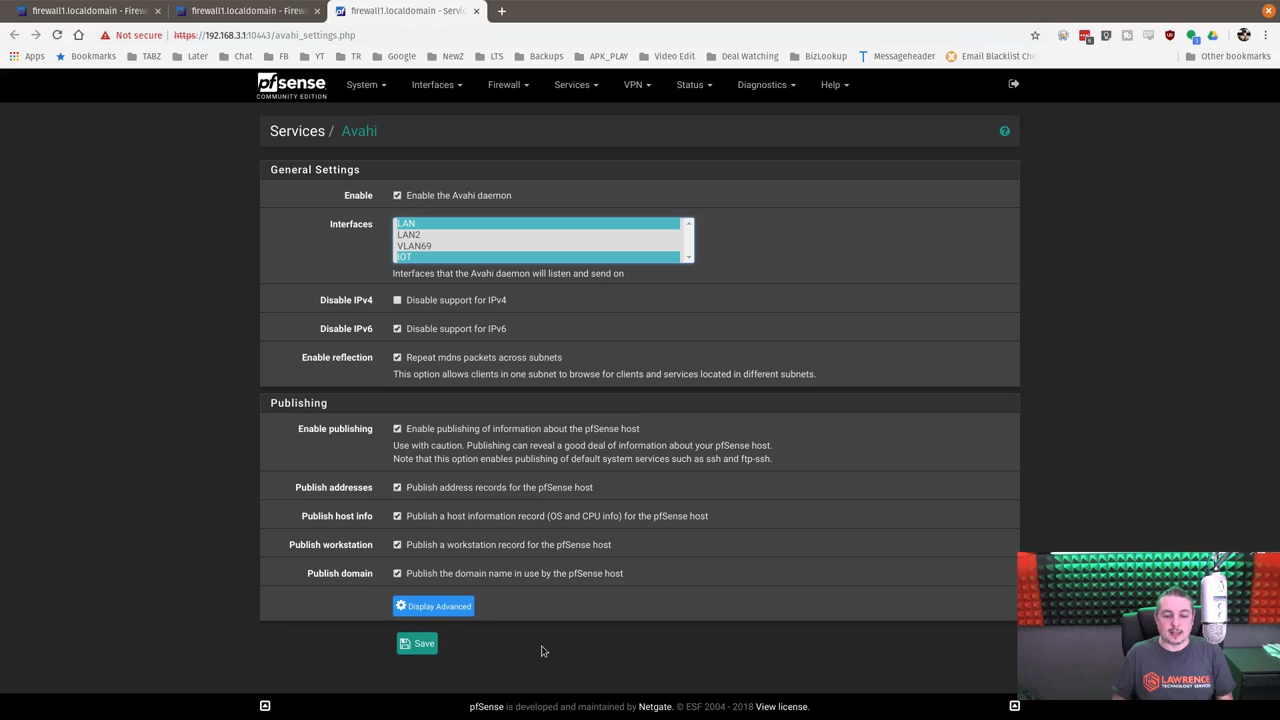 firewall1.localdomain - Firew
firewall1.localdomain - Firew
firewall1.localdomain - Servic
Not secure https://192.168.3.1:10443/avahi_settings.php
Apps Bookmarks TABZ Later Chat FB YT TR Google NewZ LTS Backups APK_PLAY Video Edit Deal Watching BizLookup Messageheader Email Blacklist Che Other bookmarks
pfsense
COMMUNITY EDITION
System Interfaces Firewall Services VPN Status Diagnostics Help
Services / Avahi
General Settings
Enable Enable the Avahi daemon
Interfaces LAN
LAN2
VLAN69
IOT
Interfaces that the Avahi daemon will listen and send on
Disable IPv4 Disable support for IPv4
Disable IPv6 Disable support for IPv6
Enable reflection Repeat mdns packets across subnets
This option allows clients in one subnet to browse for clients and services located in different subnets.
Publishing
Enable publishing Enable publishing of information about the pfSense host
Use with caution. Publishing can reveal a good deal of information about your pfSense host.
Note that this option enables publishing of default system services such as ssh and ftp-ssh.
Publish addresses Publish address records for the pfSense host
Publish host info Publish a host information record (OS and CPU info) for the pfSense host
Publish workstation Publish a workstation record for the pfSense host
Publish domain Publish the domain name in use by the pfSense host
Display Advanced
Save
LAWRENCE
TECHNOLOGY SERVICES
pfSense is developed and maintained by Netgate. © ESF 2004 - 2018 View license.